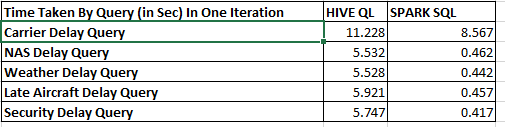 Time Taken By Query (in Sec) In One Iteration HIVE QL SPARK SQL
Carrier Delay Query 11.228 8.567
NAS Delay Query 5.532 0.462
Weather Delay Query 5.528 0.442
Late Aircraft Delay Query 5.921 0.457
Security Delay Query 5.747 0.417